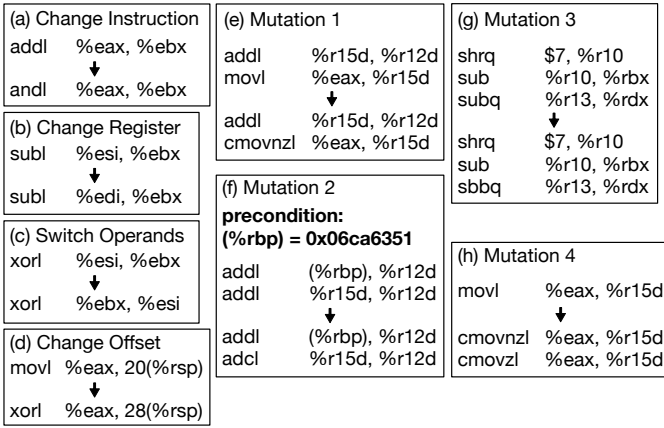 (a) Change Instruction
addl %eax, %ebx
andl %eax, %ebx
(b) Change Register
subl %esi, %ebx
subl %edi, %ebx
(c) Switch Operands
xorl %esi, %ebx
xorl %ebx, %esi
(d) Change Offset
movl %eax, 20(%rsp)
xorl %eax, 28(%rsp)
(e) Mutation 1
addl %r15d, %r12d
movl %eax, %r15d
addl %r15d, %r12d
cmovnzl %eax, %r15d
(f) Mutation 2
precondition:
(%rbp) = 0x06ca6351
addl (%rbp), %r12d
addl %r15d, %r12d
addl (%rbp), %r12d
adcl %r15d, %r12d
(g) Mutation 3
shrq $7, %r10
sub %r10, %rbx
subq %r13, %rdx
shrq $7, %r10
sub %r10, %rbx
sbbq %r13, %rdx
(h) Mutation 4
movl %eax, %r15d
cmovnzl %eax, %r15d
cmovzl %eax, %r15d